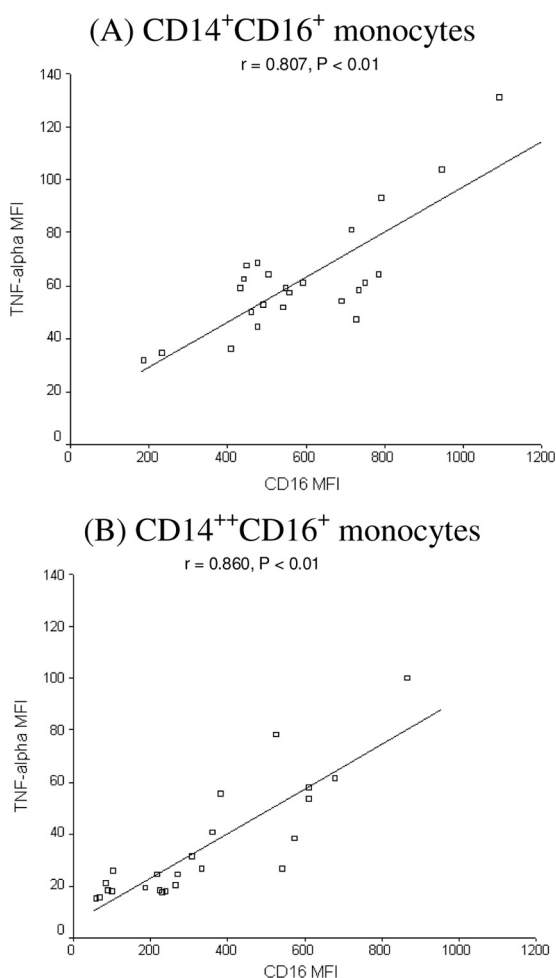 (A) CD14⁺CD16⁺ monocytes
r = 0.807, P < 0.01
140
120
100
80
60
40
20
0
TNF-alpha MFI
0 200 400 600 800 1000 1200
CD16 MFI
(B) CD14⁺⁺CD16⁺ monocytes
r = 0.860, P < 0.01
140
120
100
80
60
40
20
0
TNF-alpha MFI
0 200 400 600 800 1000 1200
CD16 MFI